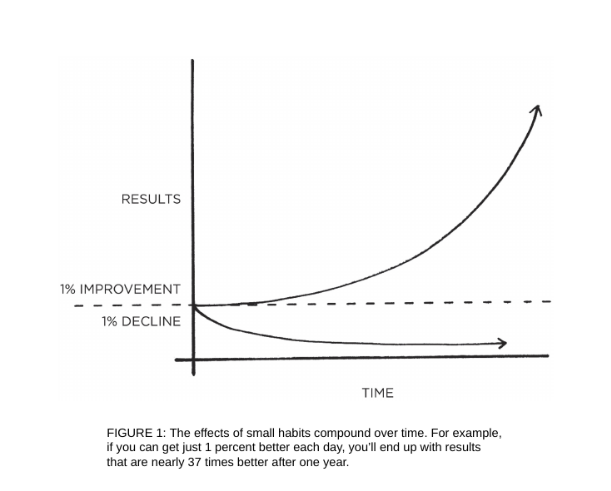 RESULTS
1% IMPROVEMENT
1% DECLINE
TIME
FIGURE 1: The effects of small habits compound over time. For example,
if you can get just 1 percent better each day, you’ll end up with results
that are nearly 37 times better after one year.